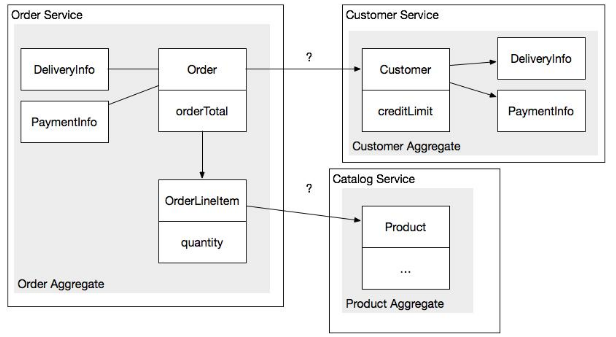 Order Service
DeliveryInfo
PaymentInfo
Order
orderTotal
OrderLineItem
quantity
Order Aggregate
?
?
Customer Service
Customer
creditLimit
DeliveryInfo
PaymentInfo
Customer Aggregate
Catalog Service
Product
...
Product Aggregate